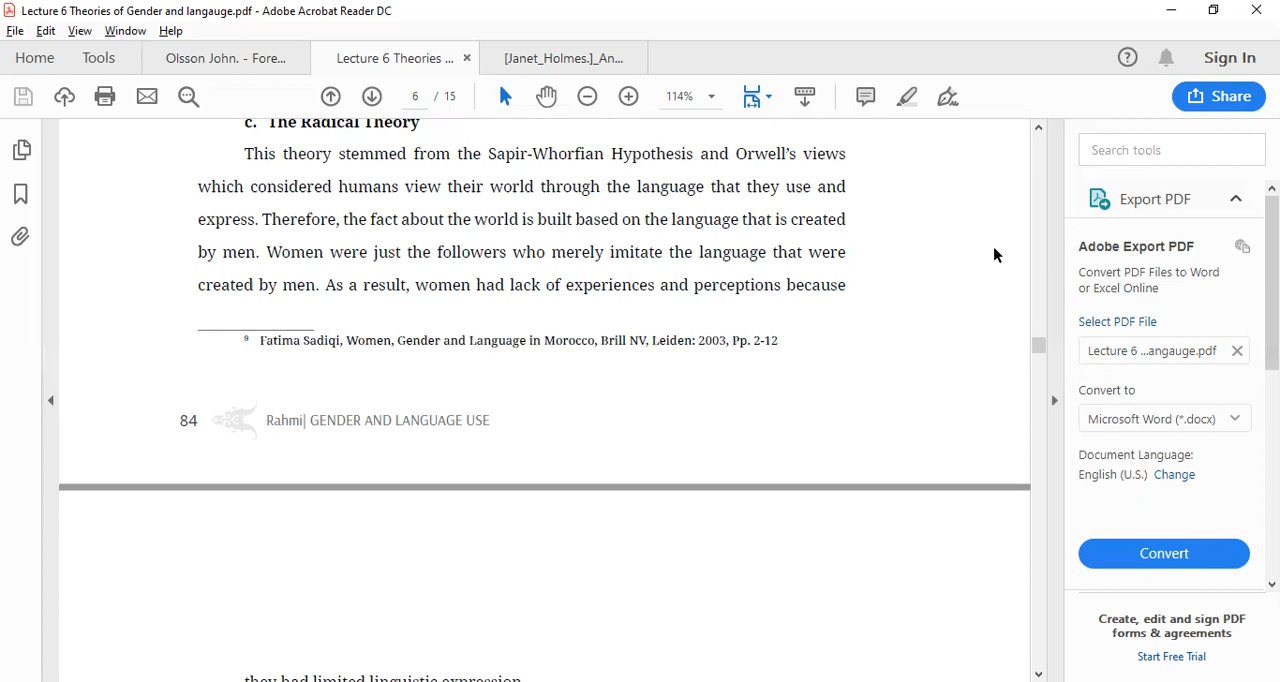 Lecture 6 Theories of Gender and langauge.pdf - Adobe Acrobat Reader DC
File Edit View Window Help
Home Tools Olsson John. - Fore... Lecture 6 Theories ... × [Janet_Holmes.]_An... Sign In
6 / 15 114% Share
c. The Radical Theory
This theory stemmed from the Sapir-Whorfian Hypothesis and Orwell's views
which considered humans view their world through the language that they use and
express. Therefore, the fact about the world is built based on the language that is created
by men. Women were just the followers who merely imitate the language that were
created by men. As a result, women had lack of experiences and perceptions because
9 Fatima Sadiqi, Women, Gender and Language in Morocco, Brill NV, Leiden: 2003, Pp. 2-12
84 Rahmi| GENDER AND LANGUAGE USE
they had limited linguistic expression.
Search tools
Export PDF
Adobe Export PDF
Convert PDF Files to Word
or Excel Online
Select PDF File
Lecture 6 ...angauge.pdf
Convert to
Microsoft Word (*.docx)
Document Language:
English (U.S.) Change
Convert
Create, edit and sign PDF
forms & agreements
Start Free Trial